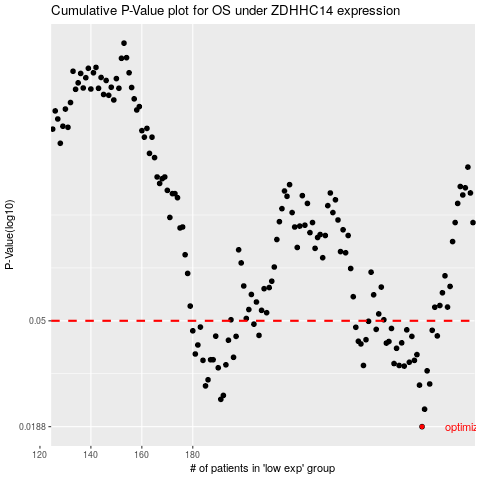 Cumulative P-Value plot for OS under ZDHHC14 expression
P-Value(log10)
0.05
0.0188
optimiz
120 140 160 180
# of patients in 'low exp' group